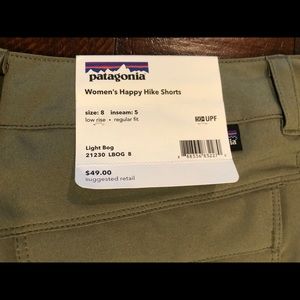 patagonia
Women's Happy Hike Shorts
size: 8 inseam: 5
low rise • regular fit
UPF
Light Bog
21230 LBOG 8
$49.00
suggested retail
patagonia